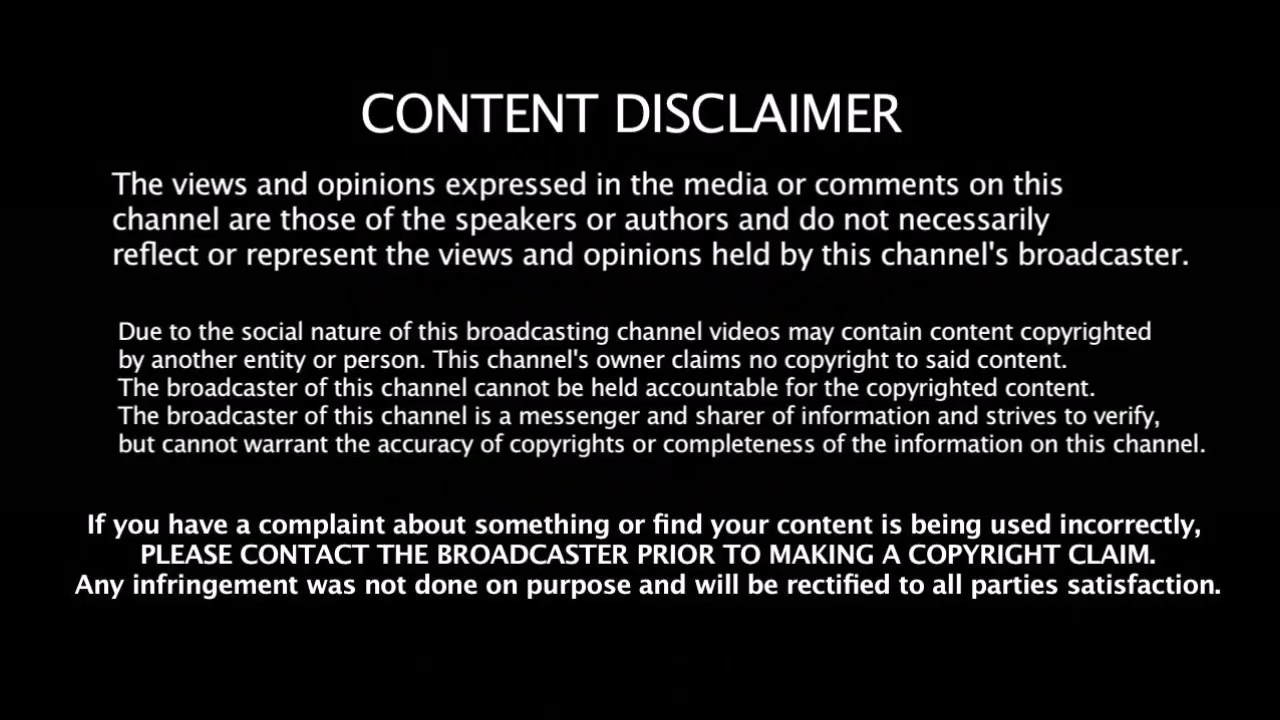 CONTENT DISCLAIMER
The views and opinions expressed in the media or comments on this
channel are those of the speakers or authors and do not necessarily
reflect or represent the views and opinions held by this channel's broadcaster.
Due to the social nature of this broadcasting channel videos may contain content copyrighted
by another entity or person. This channel's owner claims no copyright to said content.
The broadcaster of this channel cannot be held accountable for the copyrighted content.
The broadcaster of this channel is a messenger and sharer of information and strives to verify,
but cannot warrant the accuracy of copyrights or completeness of the information on this channel.
If you have a complaint about something or find your content is being used incorrectly,
PLEASE CONTACT THE BROADCASTER PRIOR TO MAKING A COPYRIGHT CLAIM.
Any infringement was not done on purpose and will be rectified to all parties satisfaction.